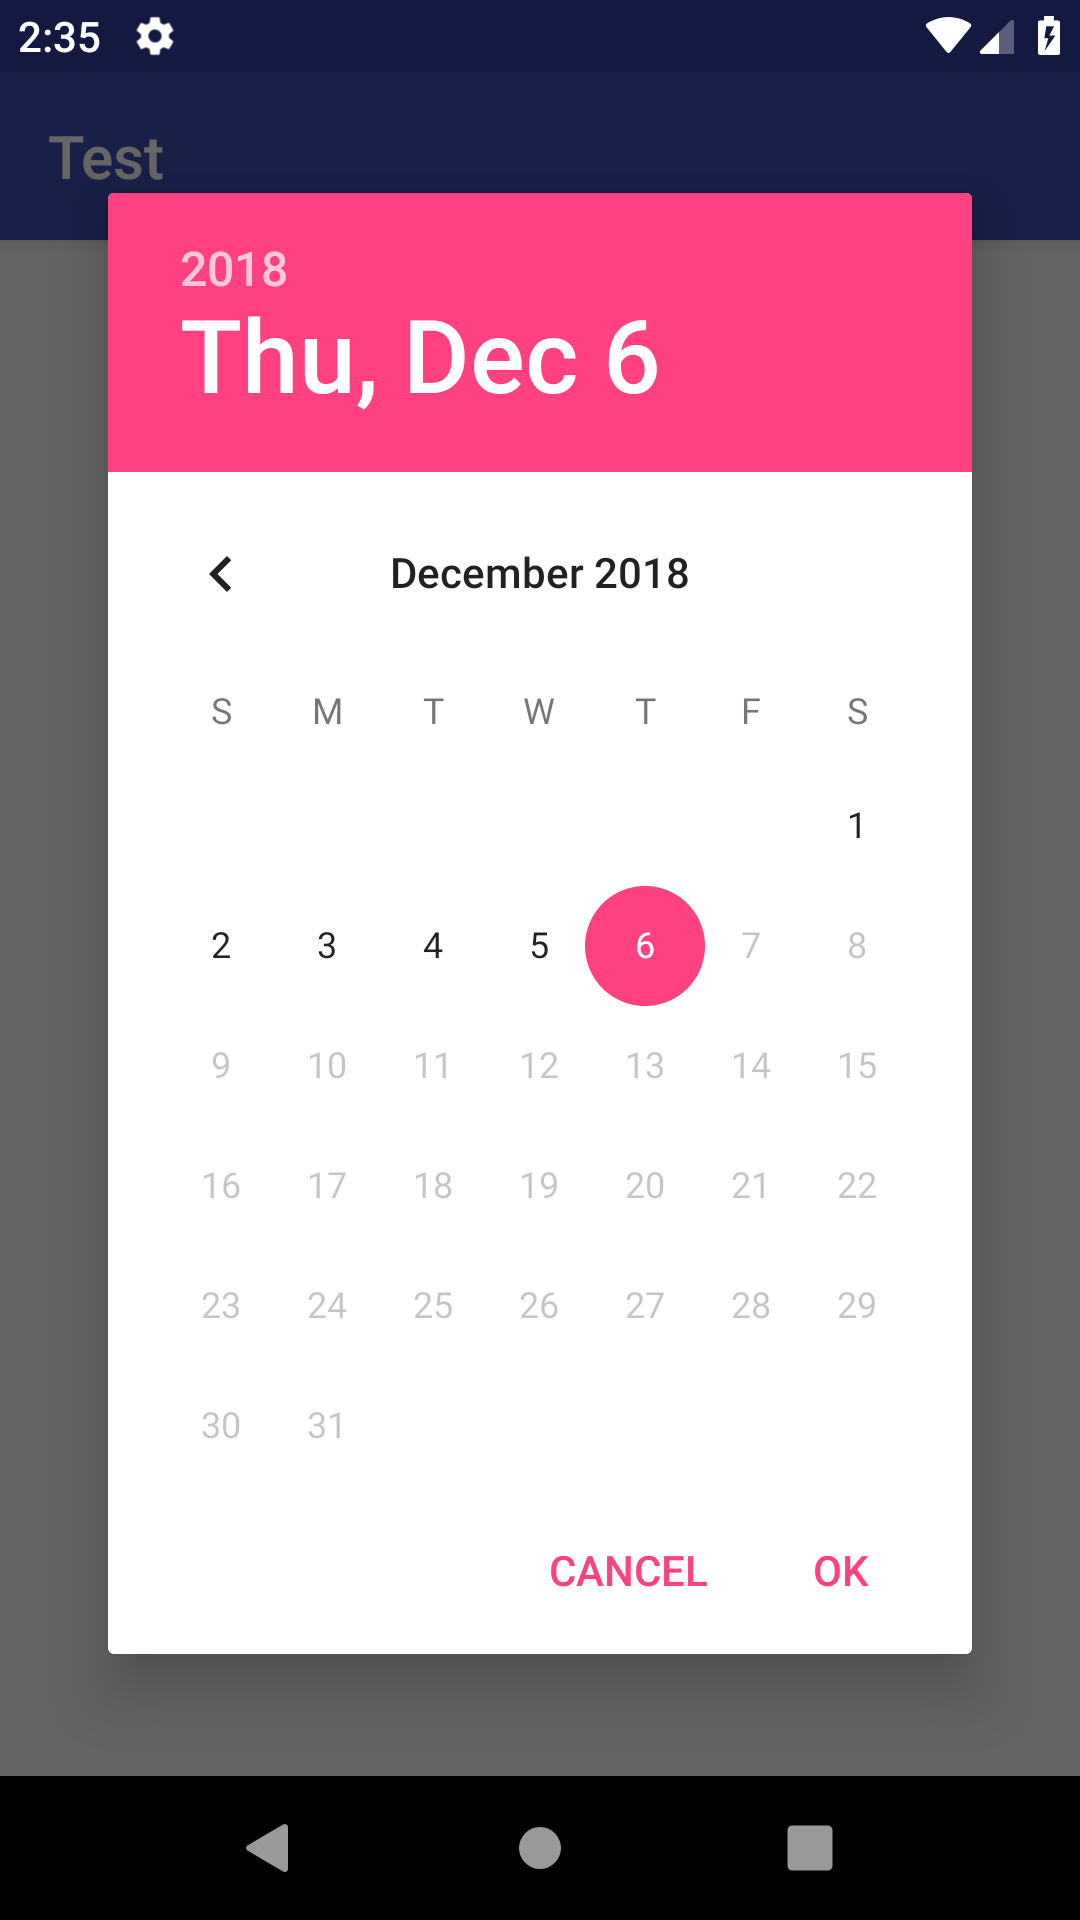 2:35
Test
2018
Thu, Dec 6
December 2018
S M T W T F S
1
2 3 4 5 6 7 8
9 10 11 12 13 14 15
16 17 18 19 20 21 22
23 24 25 26 27 28 29
30 31
CANCEL OK